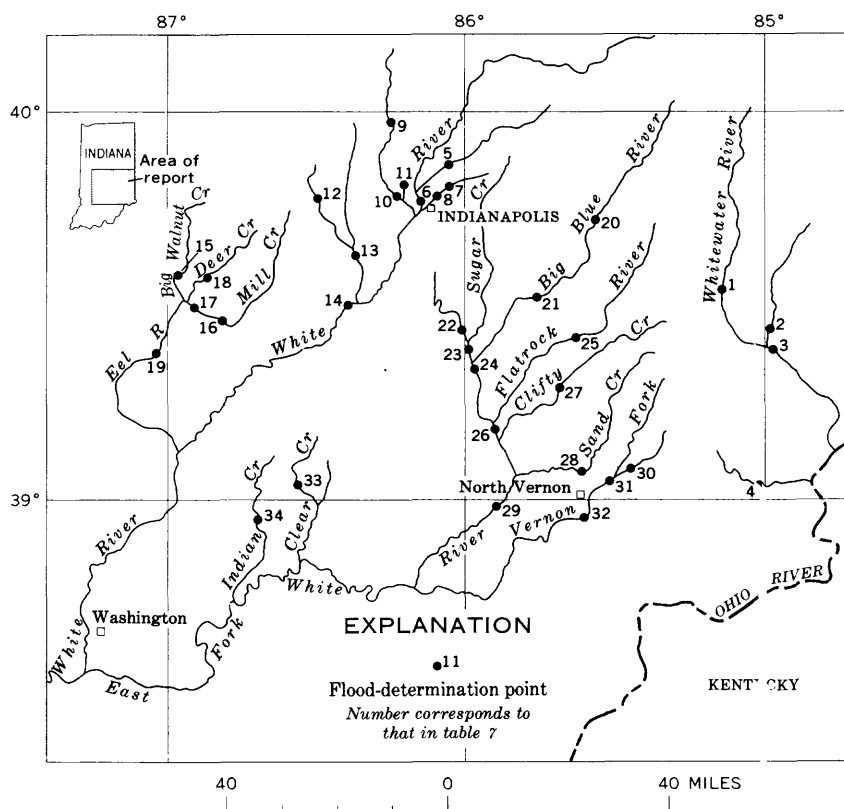 87°
86°
85°
40°
39°
INDIANA
Area of
report
INDIANAPOLIS
North Vernon
Washington
KENTUCKY
OHIO RIVER
River
Big Walnut Cr
Deer Cr
Mill Cr
Eel R
White
River
White
Sugar Cr
Big Blue River
Flatrock River
Clifty Cr
Sand Cr
Vernon Fork
Whitewater River
Indian Cr
Clear Cr
East Fork White River
1
2
3
4
5
6
7
8
9
10
11
12
13
14
15
16
17
18
19
20
21
22
23
24
25
26
27
28
29
30
31
32
33
34
EXPLANATION
11
Flood-determination point
Number corresponds to
that in table 7
40 0 40 MILES